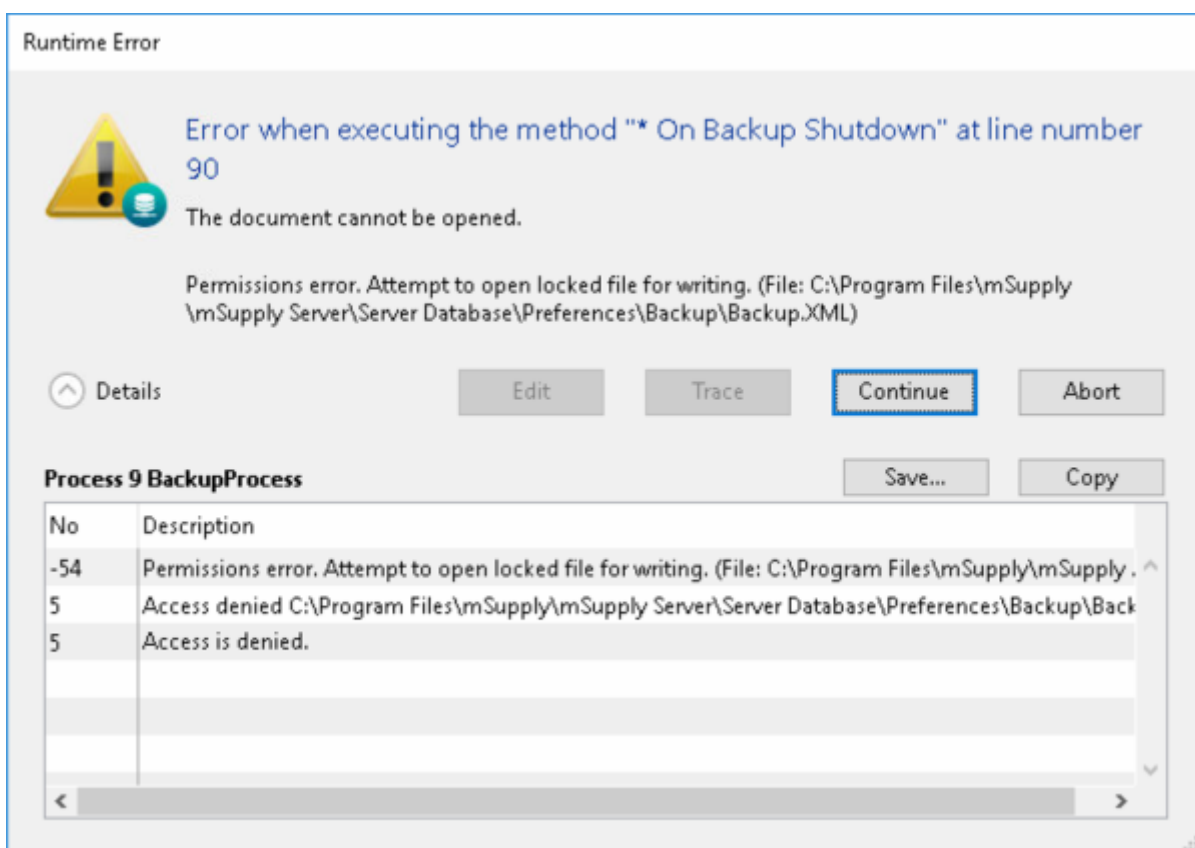 Runtime Error
Error when executing the method "* On Backup Shutdown" at line number
90
The document cannot be opened.
Permissions error. Attempt to open locked file for writing. (File: C:\Program Files\mSupply
\mSupply Server\Server Database\Preferences\Backup\Backup.XML)
Details Edit Trace Continue Abort
Process 9 BackupProcess Save... Copy
No Description
-54 Permissions error. Attempt to open locked file for writing. (File: C:\Program Files\mSupply\mSupply .
5 Access denied C:\Program Files\mSupply\mSupply Server\Server Database\Preferences\Backup\Back
5 Access is denied.